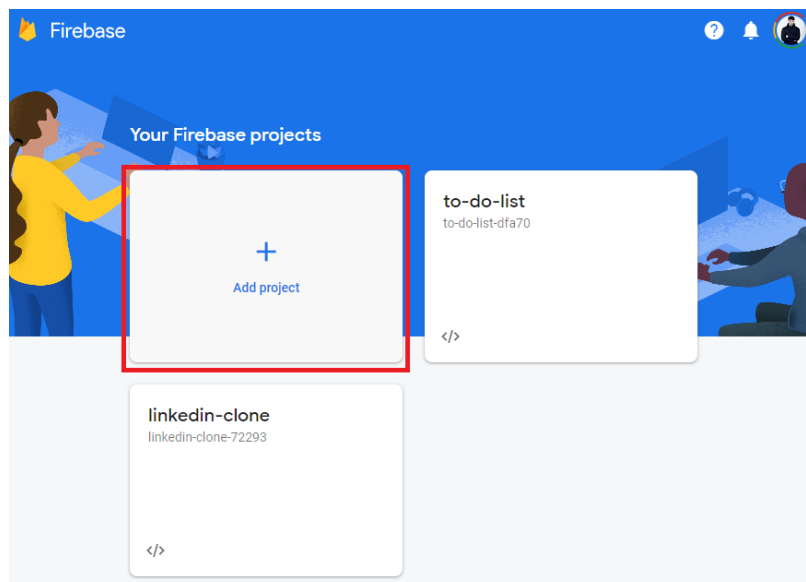 Firebase
Your Firebase projects
+
Add project
to-do-list
to-do-list-dfa70
</>
linkedin-clone
linkedin-clone-72293
</>